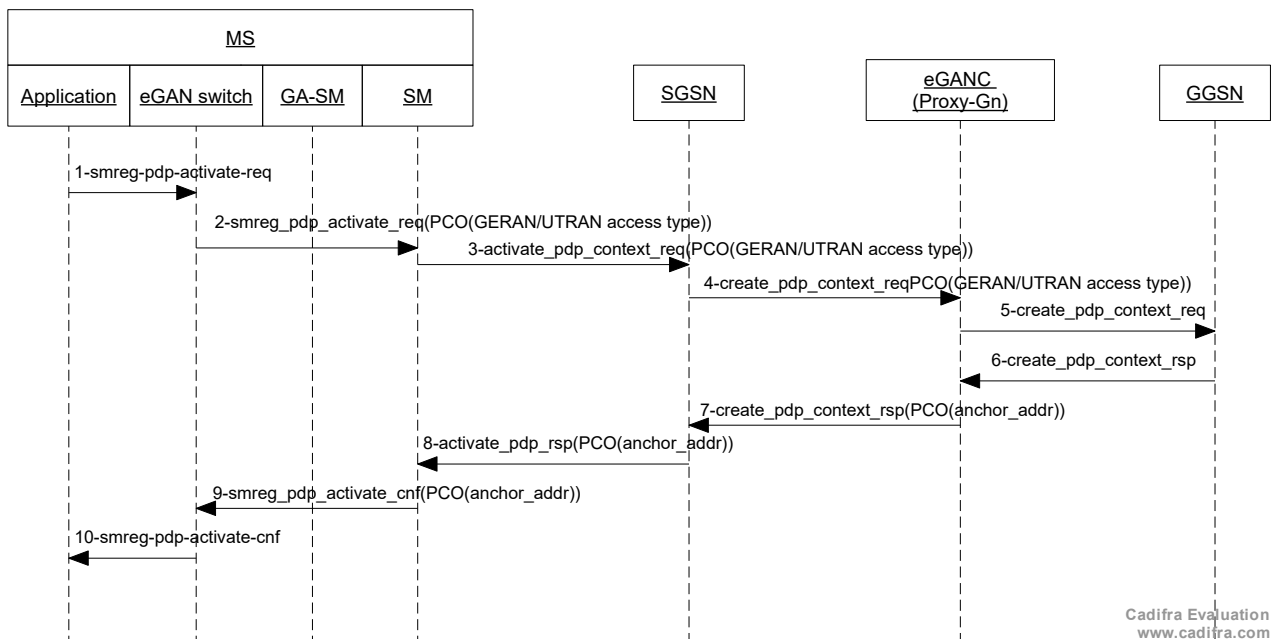 MS
Application
eGAN switch
GA-SM
SM
SGSN
eGANC
(Proxy-Gn)
GGSN
1-smreg-pdp-activate-req
2-smreg_pdp_activate_req(PCO(GERAN/UTRAN access type))
3-activate_pdp_context_req(PCO(GERAN/UTRAN access type))
4-create_pdp_context_reqPCO(GERAN/UTRAN access type))
5-create_pdp_context_req
6-create_pdp_context_rsp
7-create_pdp_context_rsp(PCO(anchor_addr))
8-activate_pdp_rsp(PCO(anchor_addr))
9-smreg_pdp_activate_cnf(PCO(anchor_addr))
10-smreg-pdp-activate-cnf
Cadifra Evaluation
www.cadifra.com